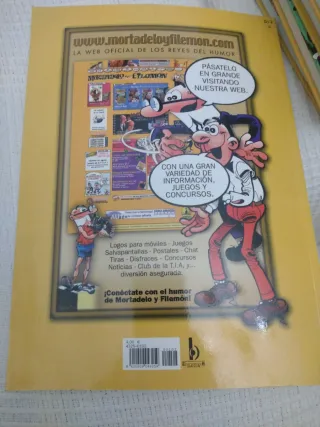 www.mortadeloyfilemon.com
LA WEB OFICIAL DE LOS REYES DEL HUMOR
PÁSATELO
EN GRANDE
VISITANDO
NUESTRA WEB.
CON UNA GRAN
VARIEDAD DE
INFORMACIÓN,
JUEGOS Y
CONCURSOS.
Logos para móviles · Juegos
Salvapantallas · Postales · Chat
Tiras · Disfraces · Concursos
Noticias · Club de la T.I.A. y...
diversión asegurada.
¡Conéctate con el humor
de Mortadelo y Filemón!